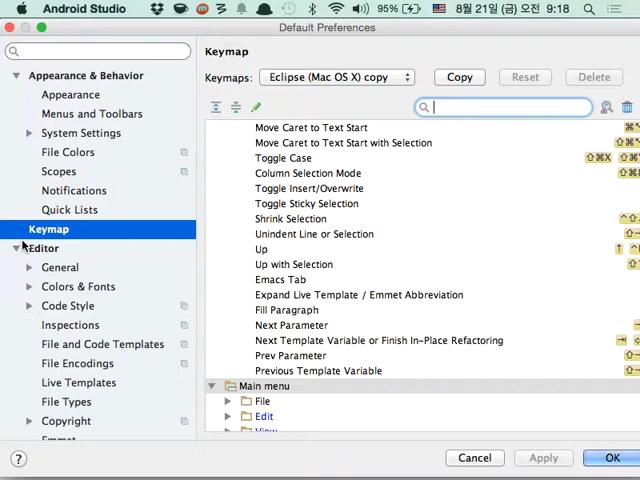 Android Studio 95% 8월 21일 (금) 오전 9:18
Default Preferences
Appearance & Behavior
Appearance
Menus and Toolbars
System Settings
File Colors
Scopes
Notifications
Quick Lists
Keymap
Editor
General
Colors & Fonts
Code Style
Inspections
File and Code Templates
File Encodings
Live Templates
File Types
Copyright
Emmet
Keymap
Keymaps: Eclipse (Mac OS X) copy Copy Reset Delete
Move Caret to Text Start
Move Caret to Text Start with Selection
Toggle Case ⇧⌘X
Column Selection Mode
Toggle Insert/Overwrite
Toggle Sticky Selection
Shrink Selection
Unindent Line or Selection
Up
Up with Selection
Emacs Tab
Expand Live Template / Emmet Abbreviation
Fill Paragraph
Next Parameter
Next Template Variable or Finish In-Place Refactoring
Prev Parameter
Previous Template Variable
Main menu
File
Edit
View
? Cancel Apply OK